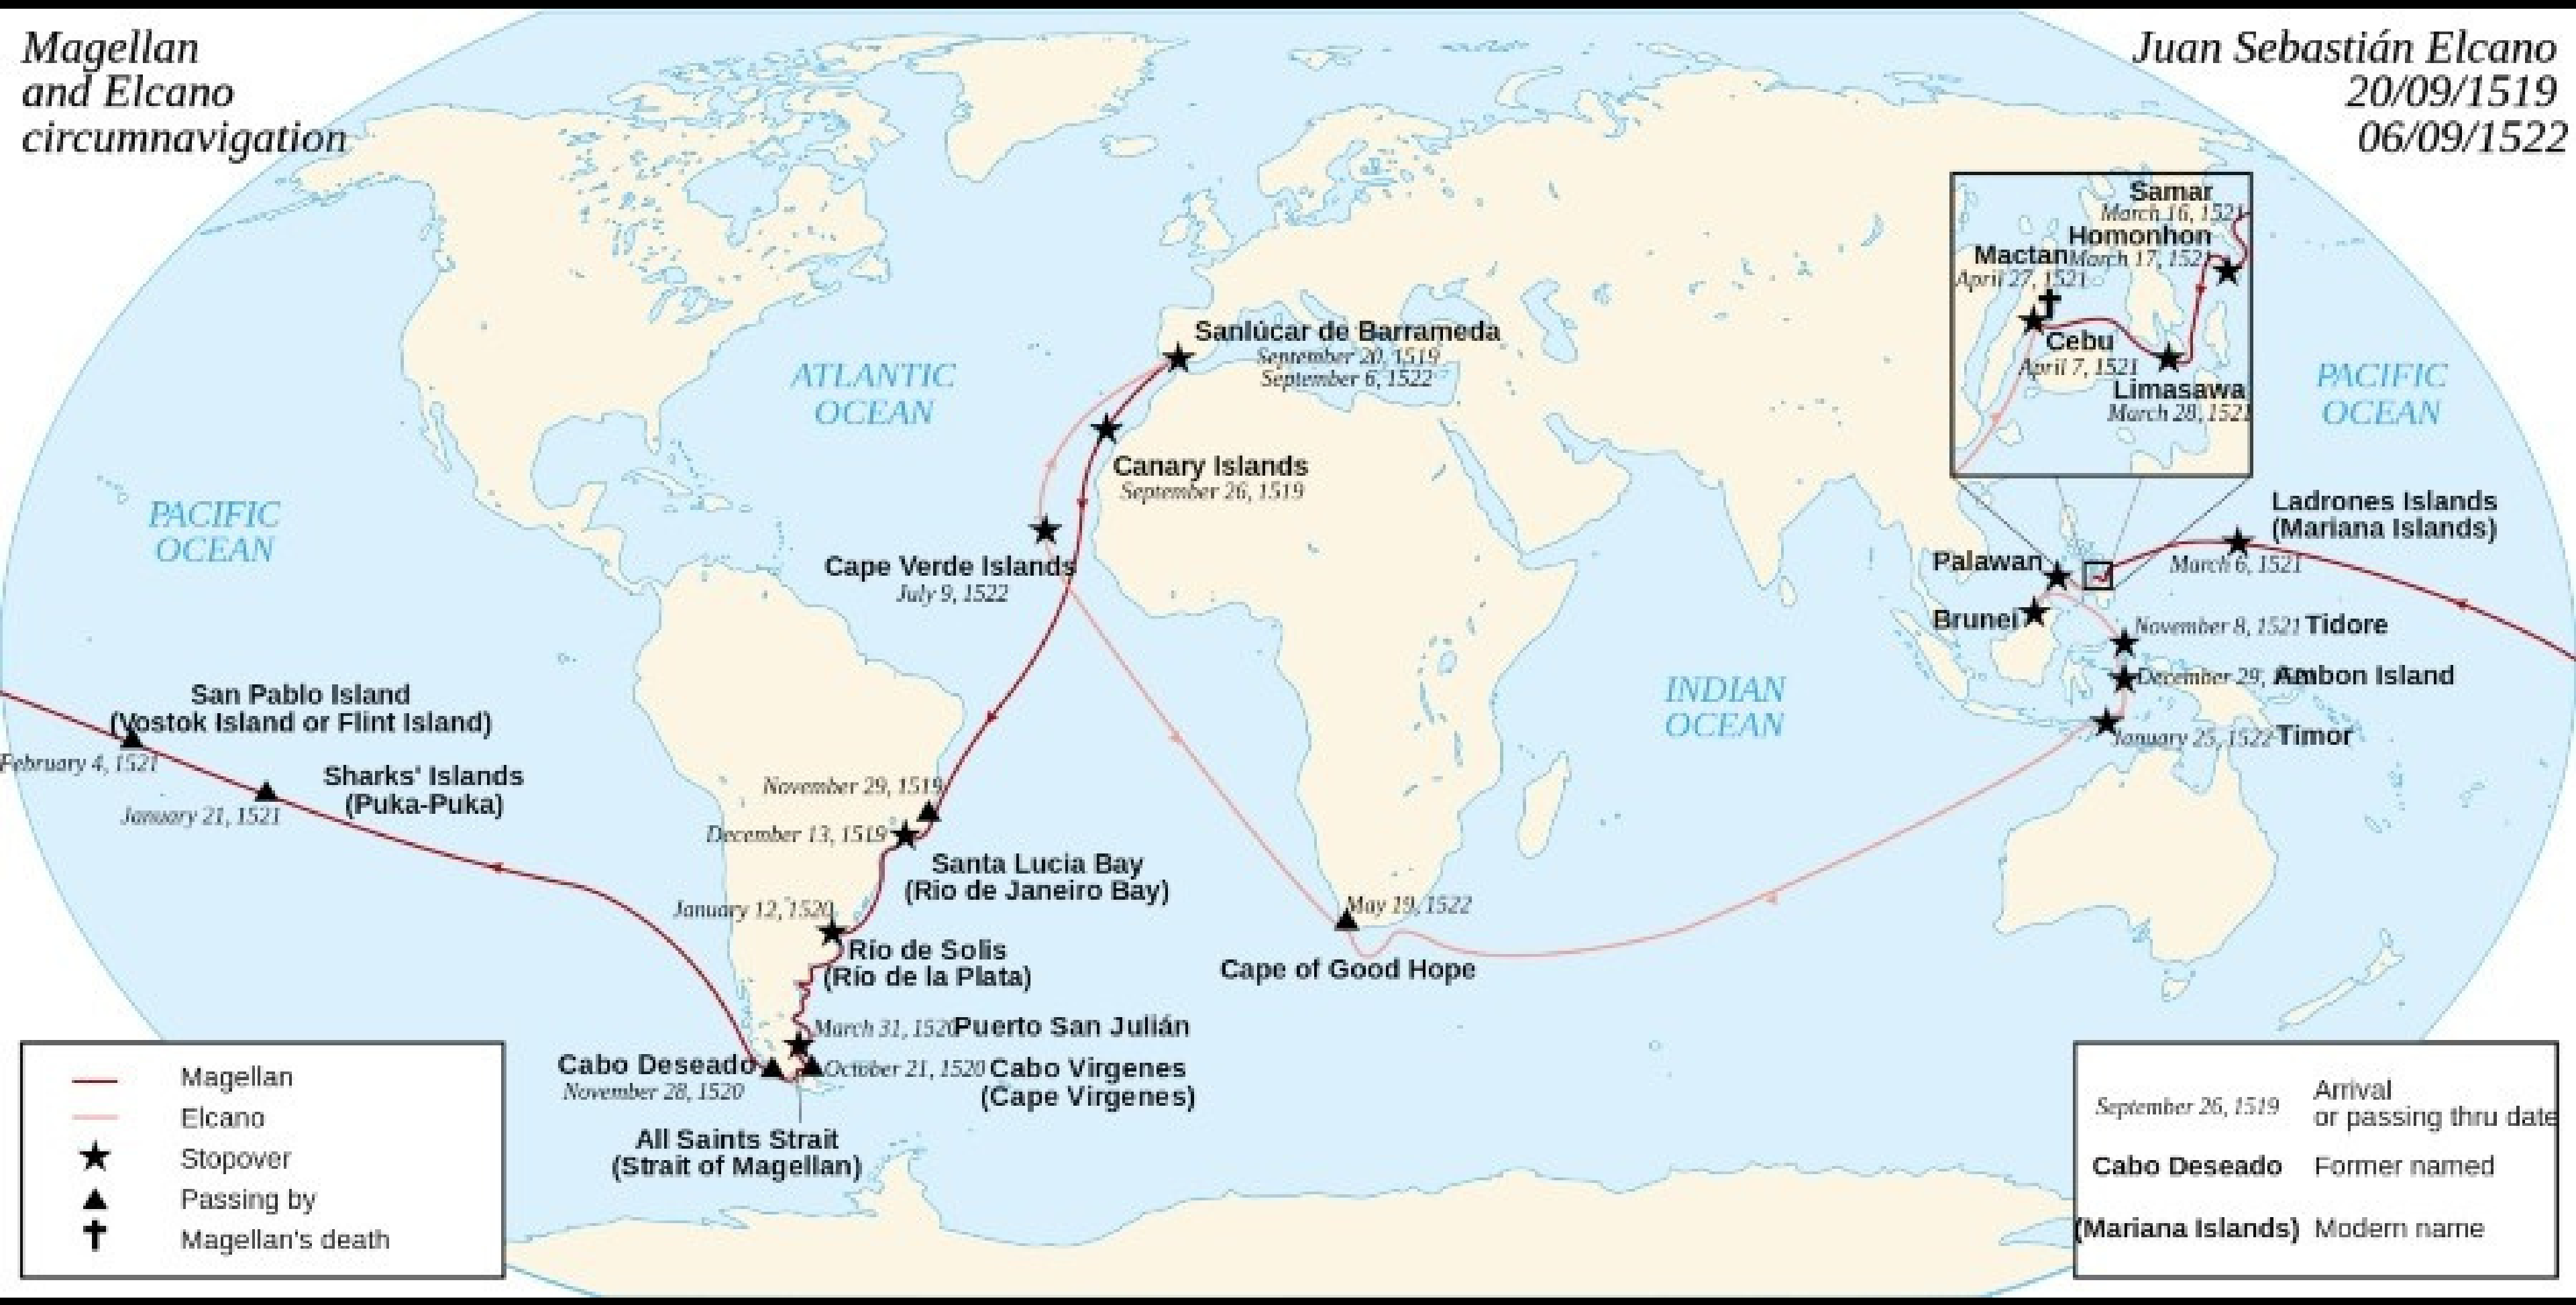 Magellan
and Elcano
circumnavigation
Juan Sebastián Elcano
20/09/1519
06/09/1522
Samar
March 16, 1521
Homonhon
March 17, 1521
Mactan
April 27, 1521
Cebu
April 7, 1521
Limasawa
March 28, 1521
Sanlúcar de Barrameda
September 20, 1519
September 6, 1522
ATLANTIC
OCEAN
PACIFIC
OCEAN
Canary Islands
September 26, 1519
PACIFIC
OCEAN
Ladrones Islands
(Mariana Islands)
March 6, 1521
Cape Verde Islands
July 9, 1522
Palawan
Brunei
November 8, 1521 Tidore
December 29, Ambon Island
January 25, 1522 Timor
INDIAN
OCEAN
San Pablo Island
(Vostok Island or Flint Island)
February 4, 1521
Sharks' Islands
(Puka-Puka)
January 21, 1521
November 29, 1519
December 13, 1519
Santa Lucia Bay
(Rio de Janeiro Bay)
January 12, 1520
Río de Solis
(Río de la Plata)
May 19, 1522
Cape of Good Hope
March 31, 1520 Puerto San Julián
Cabo Deseado
November 28, 1520
October 21, 1520 Cabo Virgenes
(Cape Virgenes)
All Saints Strait
(Strait of Magellan)
Magellan
Elcano
Stopover
Passing by
Magellan's death
September 26, 1519 Arrival
or passing thru date
Cabo Deseado Former named
(Mariana Islands) Modern name